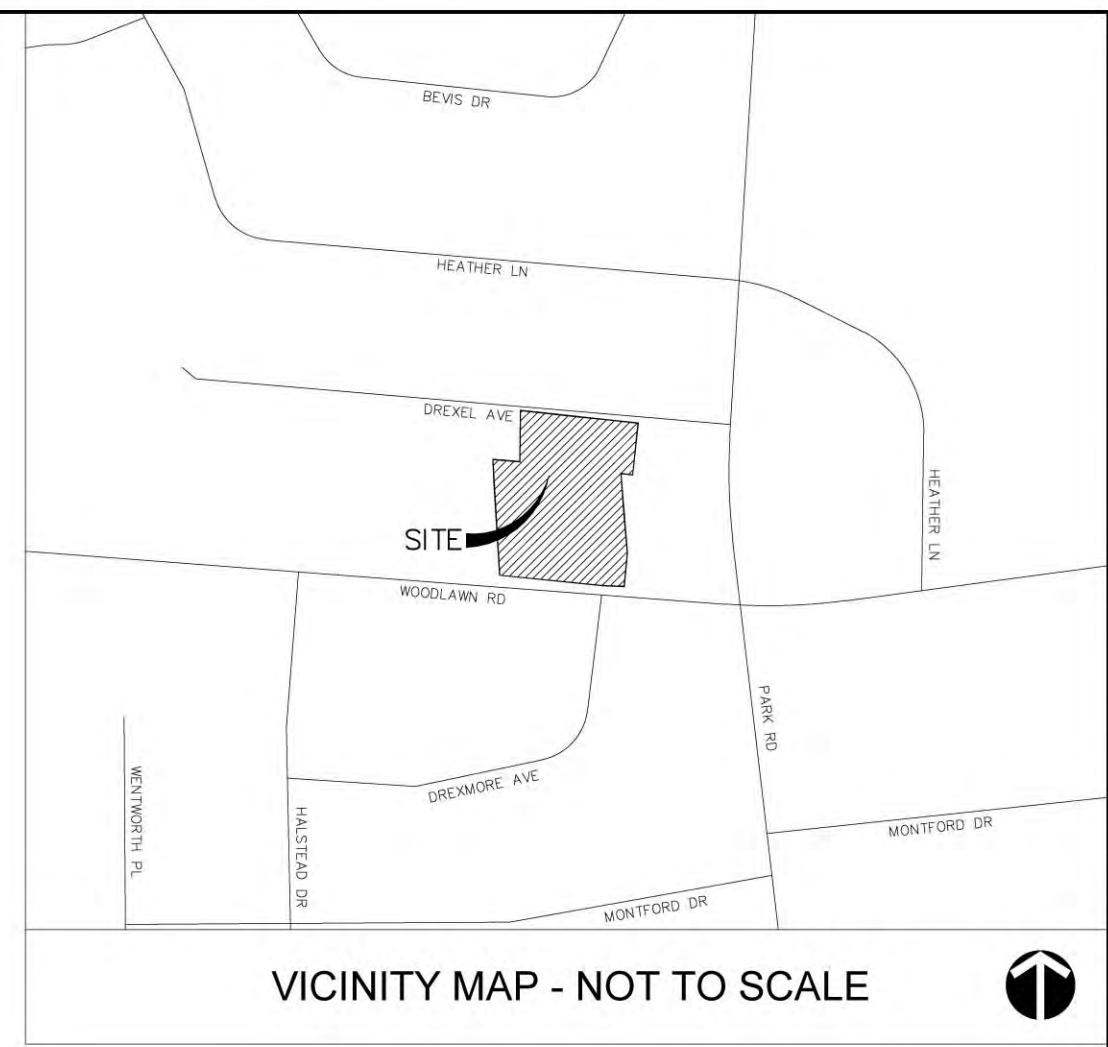 BEVIS DR
HEATHER LN
DREXEL AVE
HEATHER LN
SITE
WOODLAWN RD
PARK RD
WENTWORTH PL
DREXMORE AVE
HALSTEAD DR
MONTFORD DR
MONTFORD DR
VICINITY MAP - NOT TO SCALE